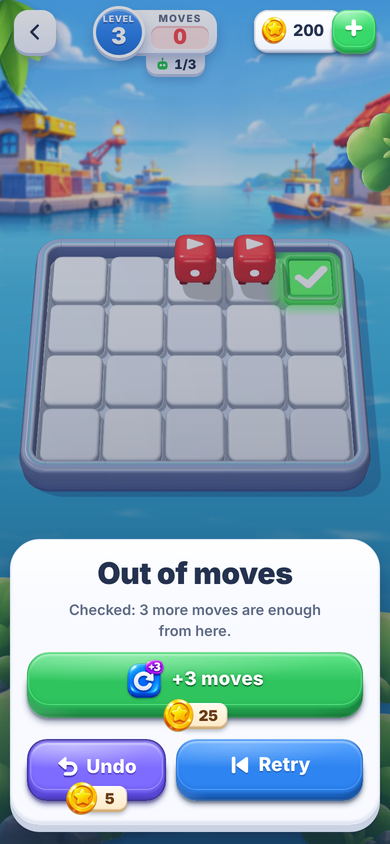 LEVEL
3
MOVES
0
1/3
200
Out of moves
Checked: 3 more moves are enough
from here.
+3
+3 moves
25
Undo
5
Retry